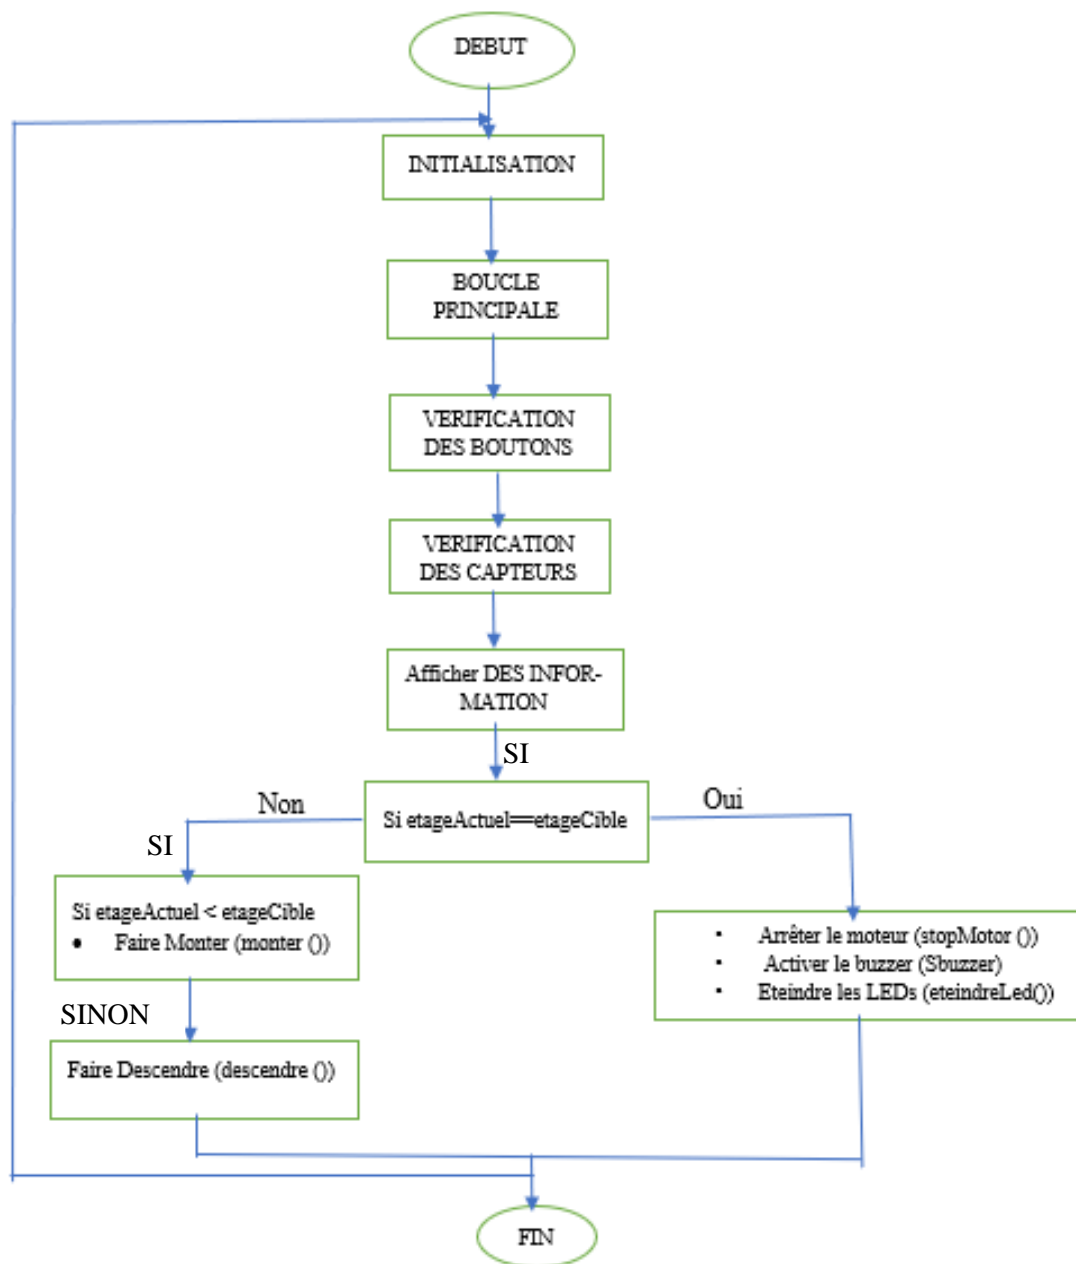 DEBUT
INITIALISATION
BOUCLE
PRINCIPALE
VERIFICATION
DES BOUTONS
VERIFICATION
DES CAPTEURS
Afficher DES INFOR-
MATION
SI
Si etageActuel==etageCible
Non
Oui
SI
Si etageActuel < etageCible
• Faire Monter (monter ())
SINON
Faire Descendre (descendre ())
▪ Arrêter le moteur (stopMotor ())
▪ Activer le buzzer (Sbuzzer)
▪ Eteindre les LEDs (eteindreLed())
FIN